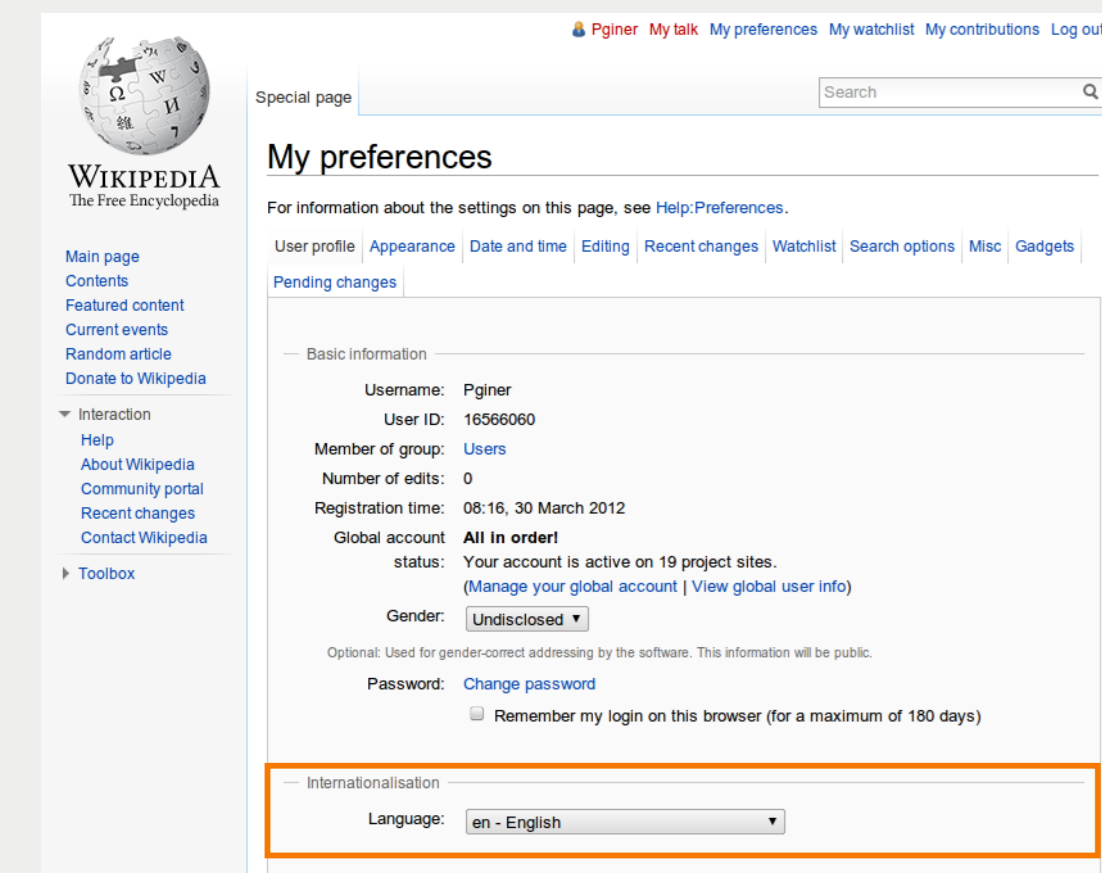 Pginer My talk My preferences My watchlist My contributions Log out
Special page
Search
WIKIPEDIA
The Free Encyclopedia
Main page
Contents
Featured content
Current events
Random article
Donate to Wikipedia
Interaction
Help
About Wikipedia
Community portal
Recent changes
Contact Wikipedia
Toolbox
My preferences
For information about the settings on this page, see Help:Preferences.
User profile Appearance Date and time Editing Recent changes Watchlist Search options Misc Gadgets
Pending changes
Basic information
Username: Pginer
User ID: 16566060
Member of group: Users
Number of edits: 0
Registration time: 08:16, 30 March 2012
Global account All in order!
status: Your account is active on 19 project sites.
(Manage your global account | View global user info)
Gender: Undisclosed
Optional: Used for gender-correct addressing by the software. This information will be public.
Password: Change password
Remember my login on this browser (for a maximum of 180 days)
Internationalisation
Language: en - English